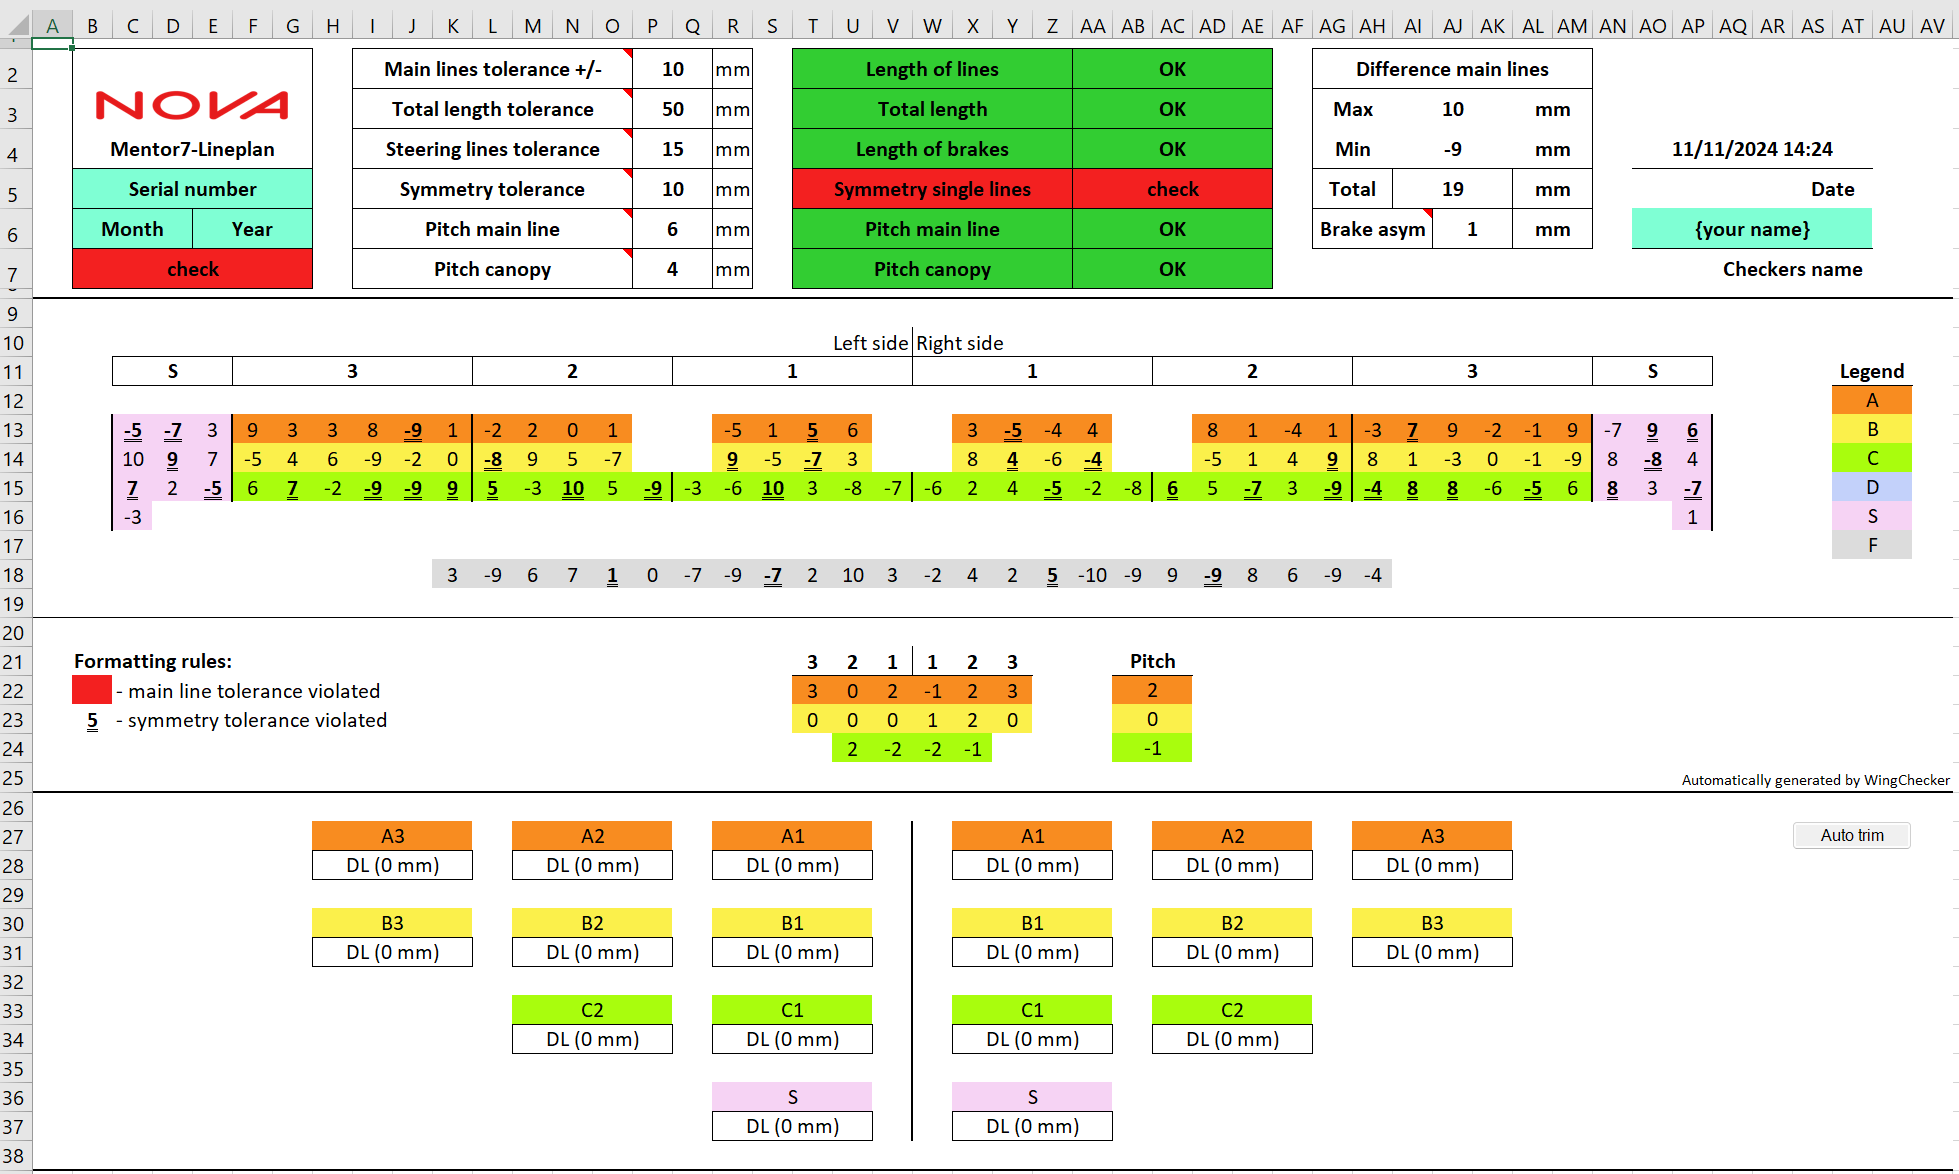 A B C D E F G H I J K L M N O P Q R S T U V W X Y Z AA AB AC AD AE AF AG AH AI AJ AK AL AM AN AO AP AQ AR AS AT AU AV
2 Main lines tolerance +/- 10 mm Length of lines OK Difference main lines
3 NOVA Total length tolerance 50 mm Total length OK Max 10 mm
4 Mentor7-Lineplan Steering lines tolerance 15 mm Length of brakes OK Min -9 mm 11/11/2024 14:24
5 Serial number Symmetry tolerance 10 mm Symmetry single lines check Total 19 mm Date
6 Month Year Pitch main line 6 mm Pitch main line OK Brake asym 1 mm {your name}
7 check Pitch canopy 4 mm Pitch canopy OK Checkers name
9
10 Left side Right side
11 S 3 2 1 1 2 3 S Legend
12 A
13 -5 -7 3 9 3 3 8 -9 1 -2 2 0 1 -5 1 5 6 3 -5 -4 4 8 1 -4 1 -3 7 9 -2 -1 9 -7 9 6 B
14 10 9 7 -5 4 6 -9 -2 0 -8 9 5 -7 9 -5 -7 3 8 4 -6 -4 -5 1 4 9 8 1 -3 0 -1 -9 8 -8 4 C
15 7 2 -5 6 7 -2 -9 -9 9 5 -3 10 5 -9 -3 -6 10 3 -8 -7 -6 2 4 -5 -2 -8 6 5 -7 3 -9 -4 8 8 -6 -5 6 8 3 -7 D
16 -3 1 S
17 F
18 3 -9 6 7 1 0 -7 -9 -7 2 10 3 -2 4 2 5 -10 -9 9 -9 8 6 -9 -4
19
20
21 Formatting rules: 3 2 1 1 2 3 Pitch
22 - main line tolerance violated 3 0 2 -1 2 3 2
23 5 - symmetry tolerance violated 0 0 0 1 2 0 0
24 2 -2 -2 -1 -1
25 Automatically generated by WingChecker
26
27 A3 A2 A1 A1 A2 A3 Auto trim
28 DL (0 mm) DL (0 mm) DL (0 mm) DL (0 mm) DL (0 mm) DL (0 mm)
29
30 B3 B2 B1 B1 B2 B3
31 DL (0 mm) DL (0 mm) DL (0 mm) DL (0 mm) DL (0 mm) DL (0 mm)
32
33 C2 C1 C1 C2
34 DL (0 mm) DL (0 mm) DL (0 mm) DL (0 mm)
35
36 S S
37 DL (0 mm) DL (0 mm)
38